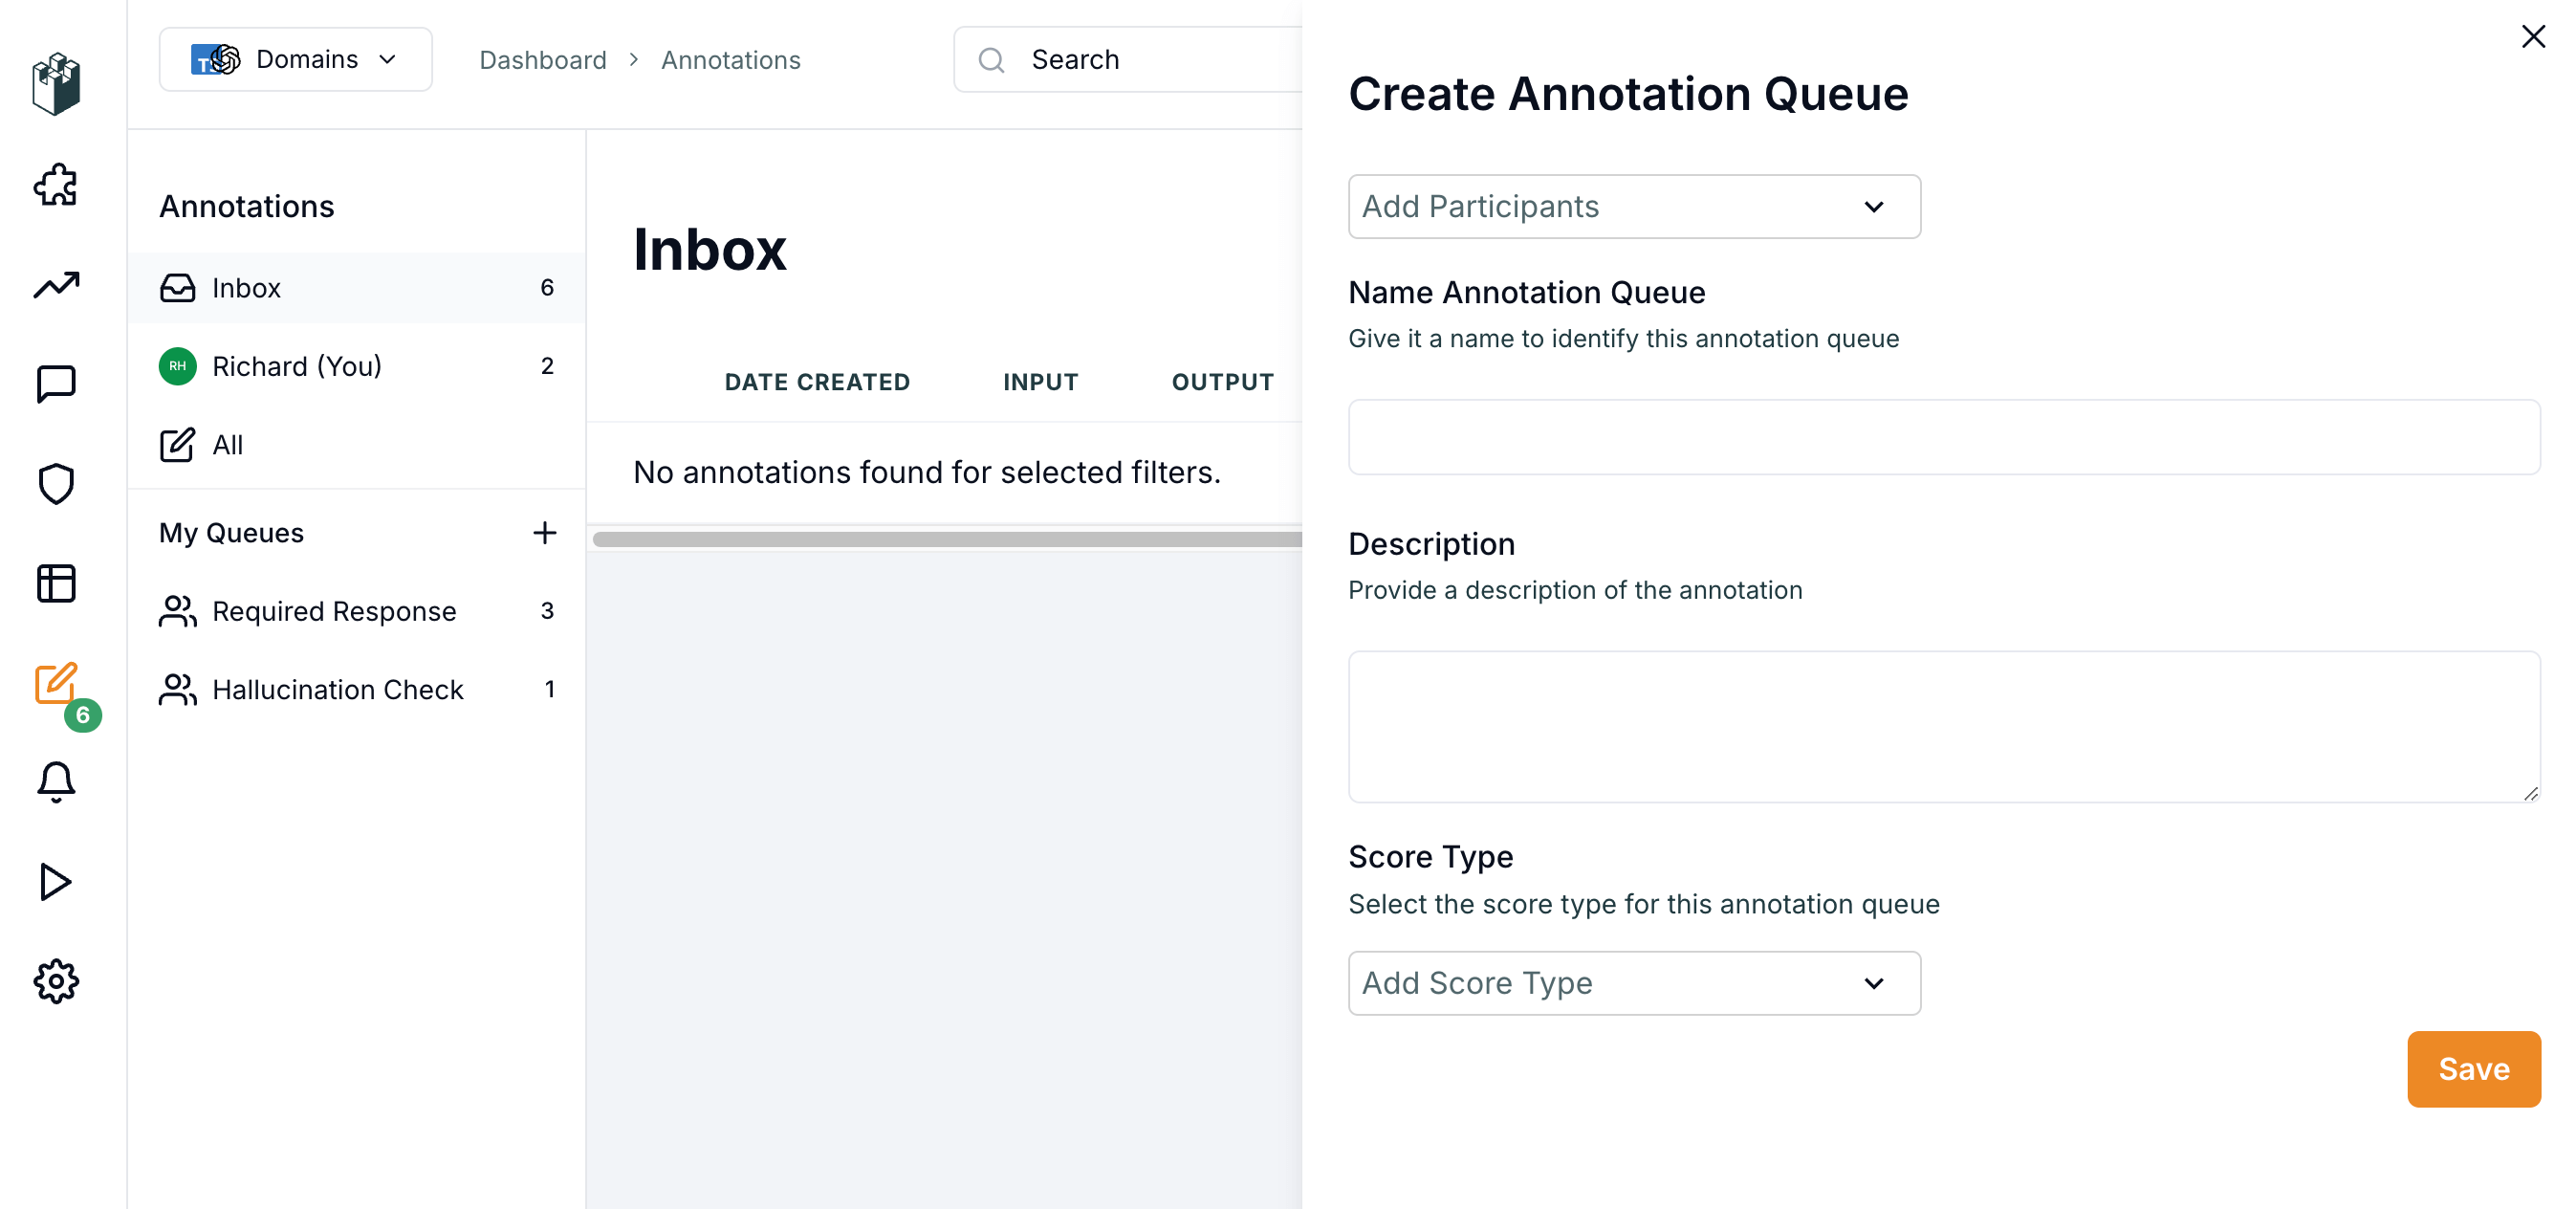 Domains
Dashboard > Annotations
Search
Annotations
Inbox 6
RH Richard (You) 2
All
My Queues +
Required Response 3
Hallucination Check 1
6
Inbox
DATE CREATED INPUT OUTPUT
No annotations found for selected filters.
Create Annotation Queue
Add Participants
Name Annotation Queue
Give it a name to identify this annotation queue
Description
Provide a description of the annotation
Score Type
Select the score type for this annotation queue
Add Score Type
Save